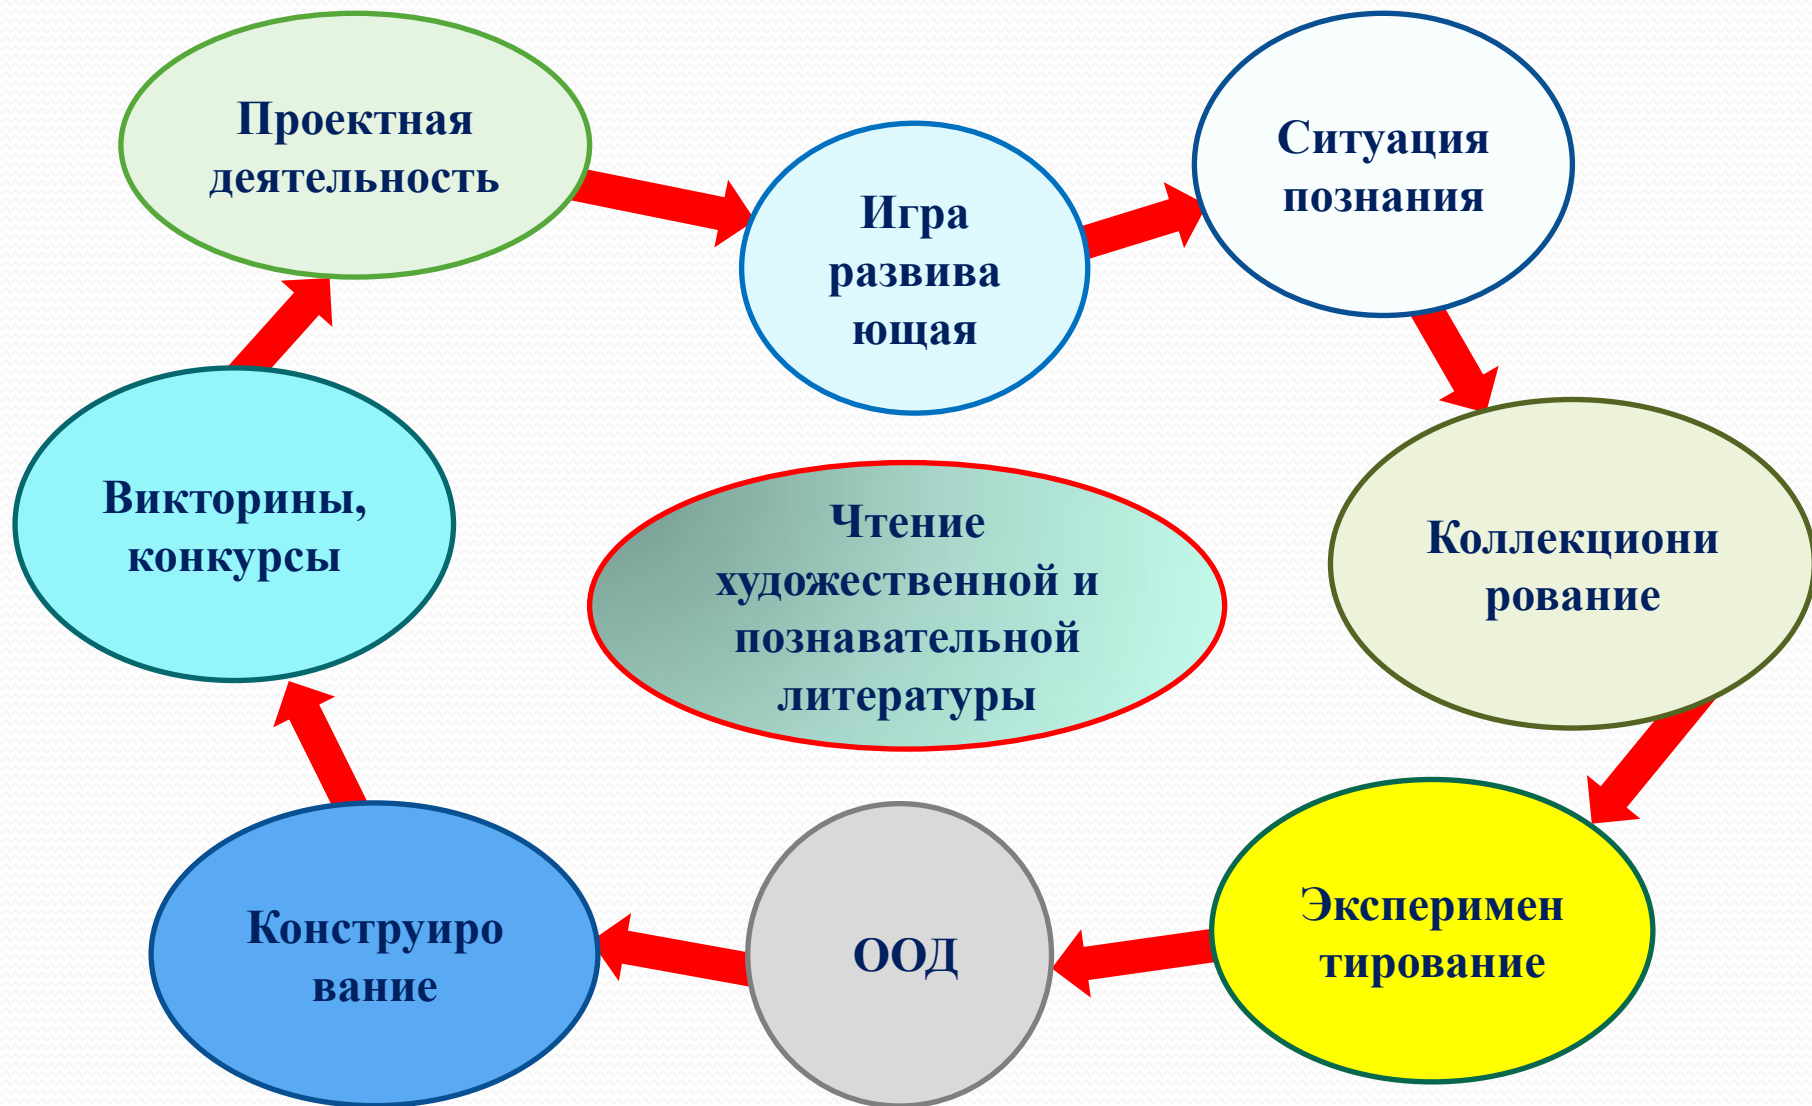 Проектная
деятельность
Игра
развива
ющая
Ситуация
познания
Викторины,
конкурсы
Чтение
художественной и
познавательной
литературы
Коллекциони
рование
Конструиро
вание
ООД
Эксперимен
тирование